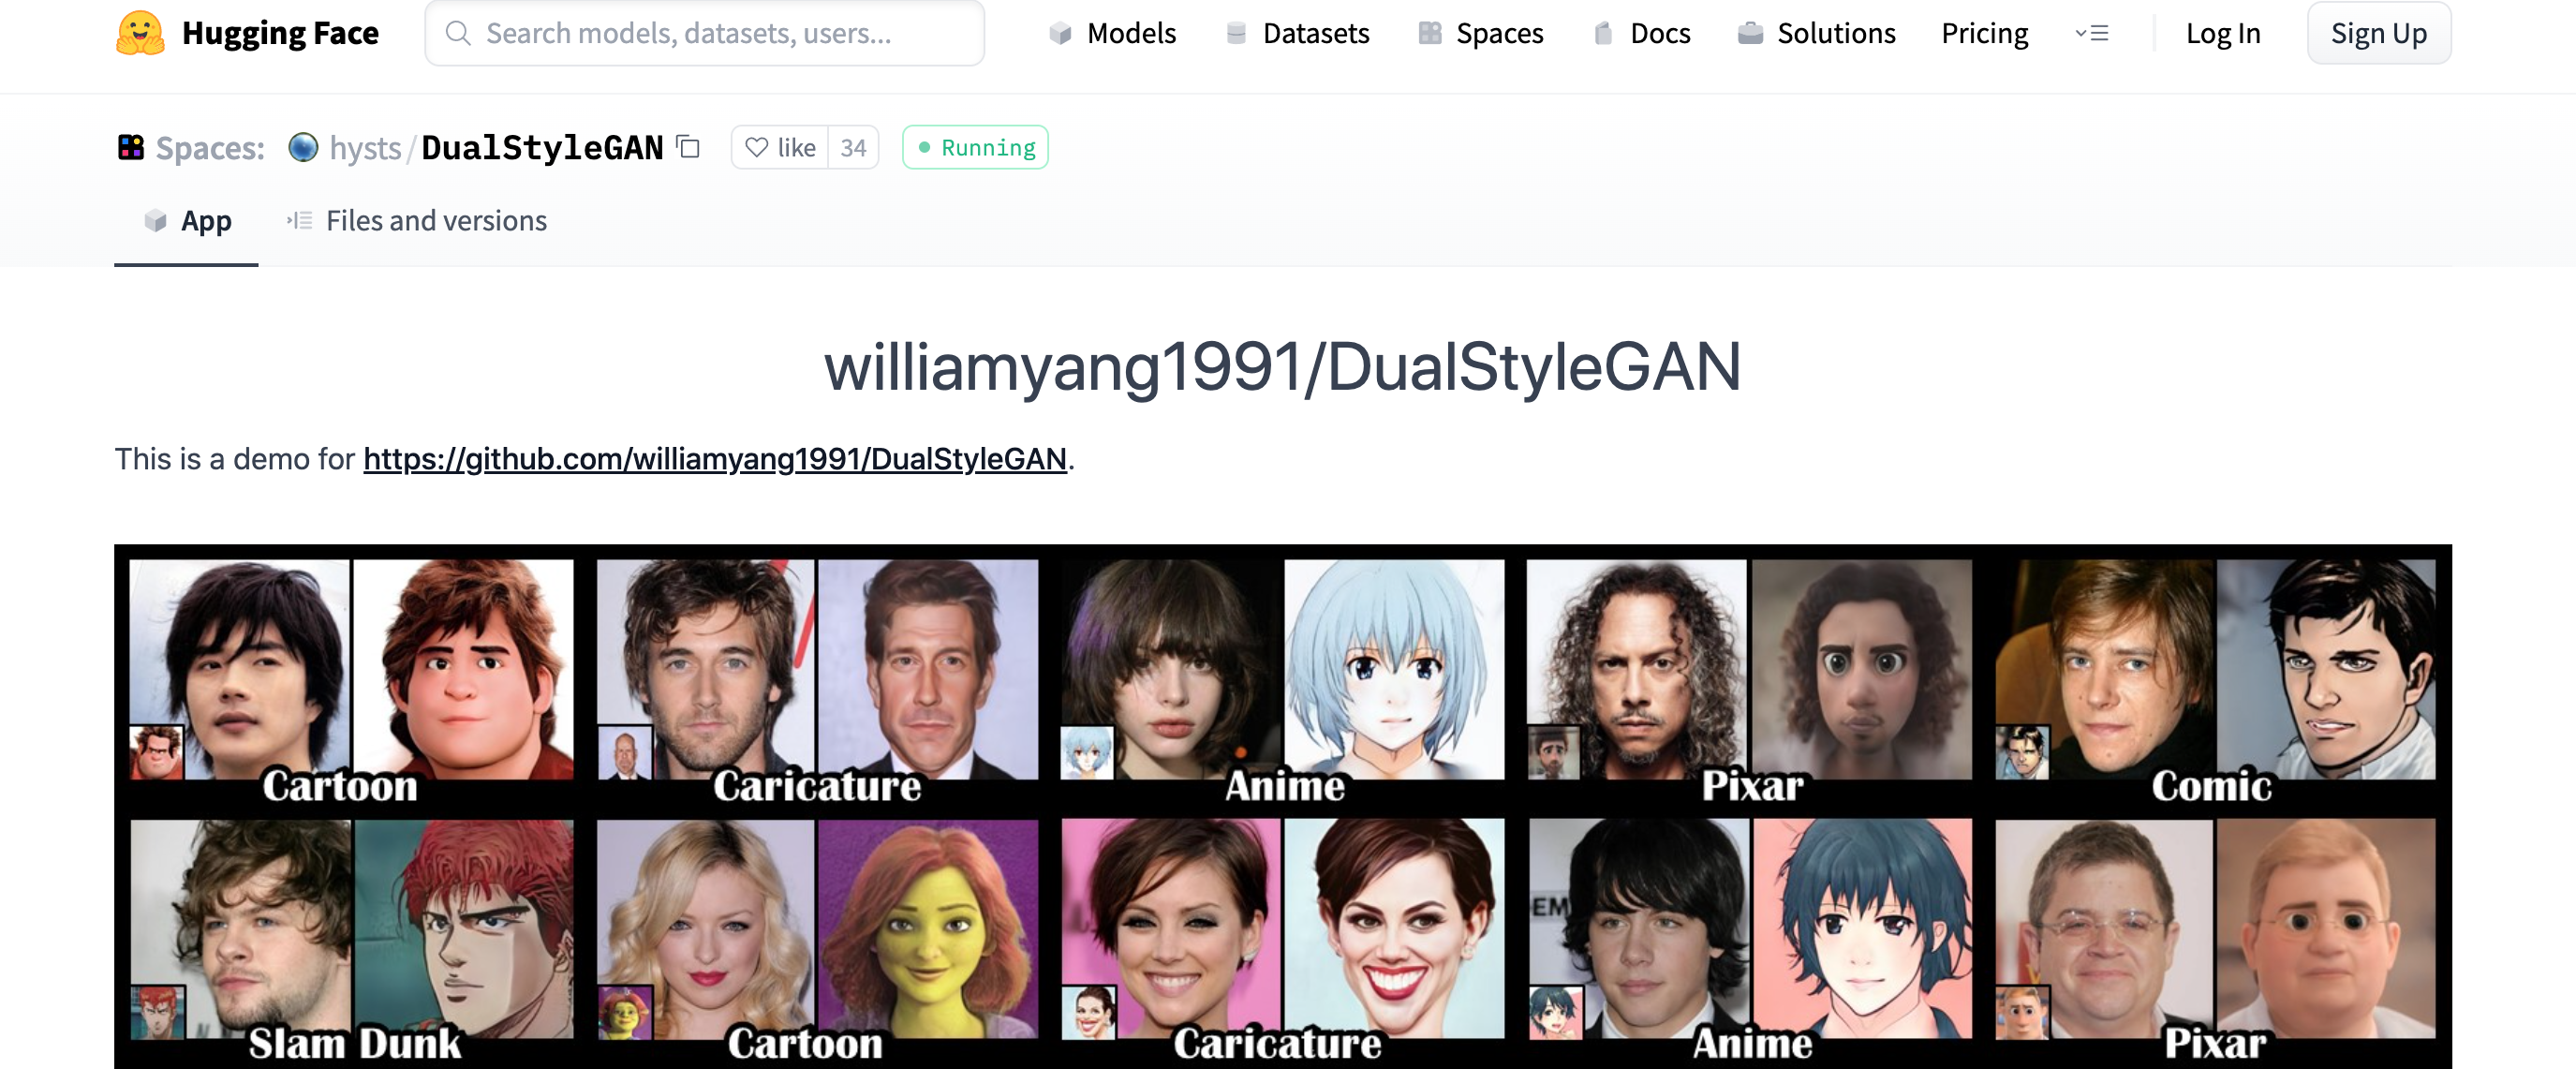 Hugging Face
Search models, datasets, users...
Models
Datasets
Spaces
Docs
Solutions
Pricing
Log In
Sign Up
Spaces:
hysts/DualStyleGAN
like
34
Running
App
Files and versions
williamyang1991/DualStyleGAN
This is a demo for https://github.com/williamyang1991/DualStyleGAN.
Cartoon
Caricature
Anime
Pixar
Comic
EM
Slam Dunk
Cartoon
Caricature
Anime
Pixar